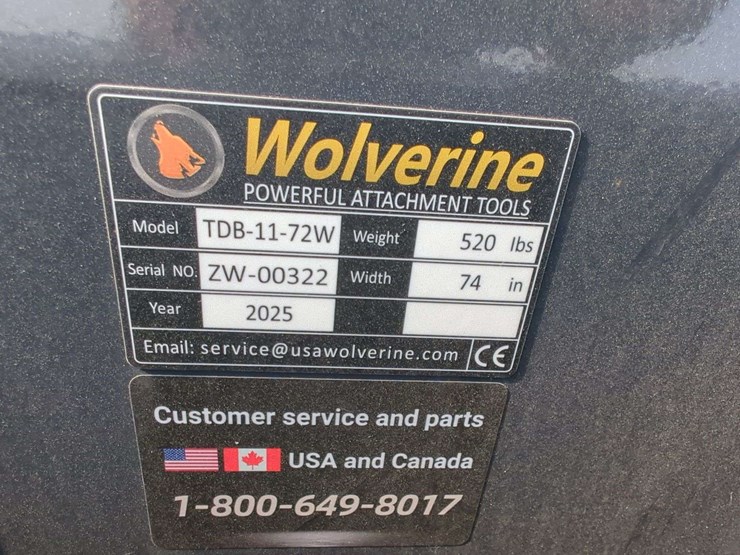 Wolverine
POWERFUL ATTACHMENT TOOLS
Model TDB-11-72W Weight 520 lbs
Serial NO: ZW-00322 Width 74 in
Year 2025
Email: service@usawolverine.com CE
Customer service and parts
USA and Canada
1-800-649-8017